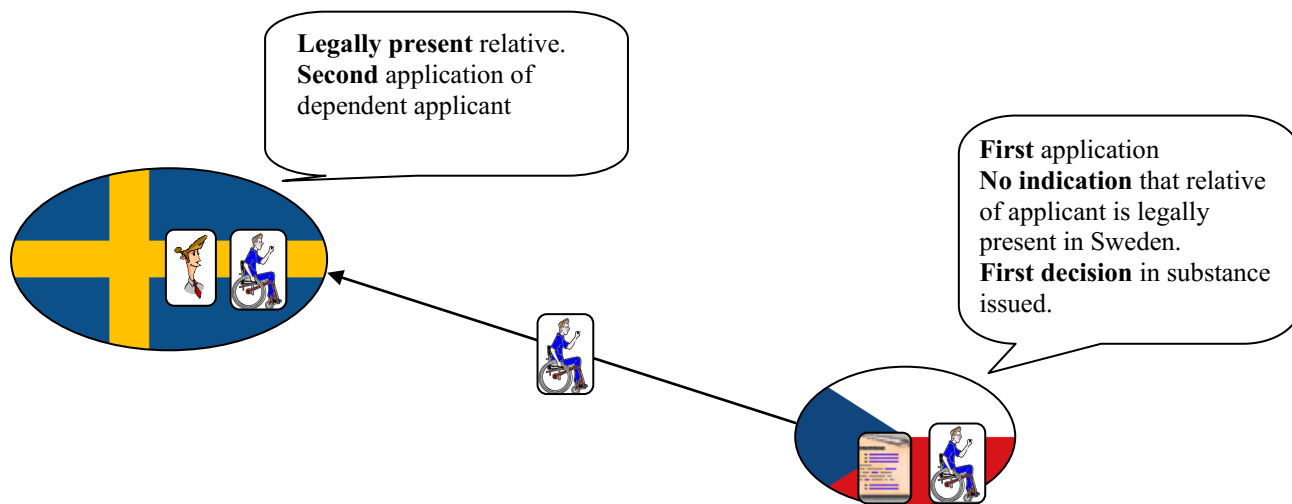 Legally present relative.
Second application of
dependent applicant
First application
No indication that relative
of applicant is legally
present in Sweden.
First decision in substance
issued.